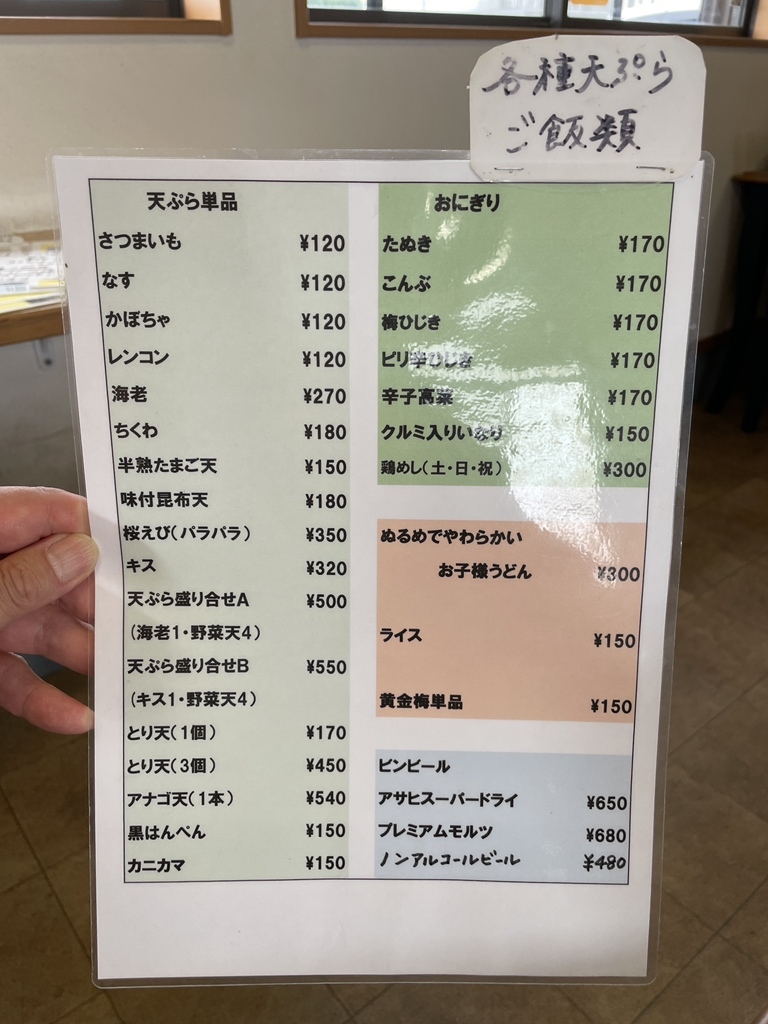 各種天ぷら
ご飯類
天ぷら単品
さつまいも ¥120
なす ¥120
かぼちゃ ¥120
レンコン ¥120
海老 ¥270
ちくわ ¥180
半熟たまご天 ¥150
味付昆布天 ¥180
桜えび(パラパラ) ¥350
キス ¥320
天ぷら盛り合せA ¥500
(海老1・野菜天4)
天ぷら盛り合せB ¥550
(キス1・野菜天4)
とり天(1個) ¥170
とり天(3個) ¥450
アナゴ天(1本) ¥540
黒はんぺん ¥150
カニカマ ¥150
おにぎり
たぬき ¥170
こんぶ ¥170
梅ひじき ¥170
ピリ辛ひじき ¥170
辛子高菜 ¥170
クルミ入りいなり ¥150
鶏めし(土・日・祝) ¥300
ぬるめでやわらかい
お子様うどん ¥300
ライス ¥150
黄金梅単品 ¥150
ビンビール
アサヒスーパードライ ¥650
プレミアムモルツ ¥680
ノンアルコールビール ¥480